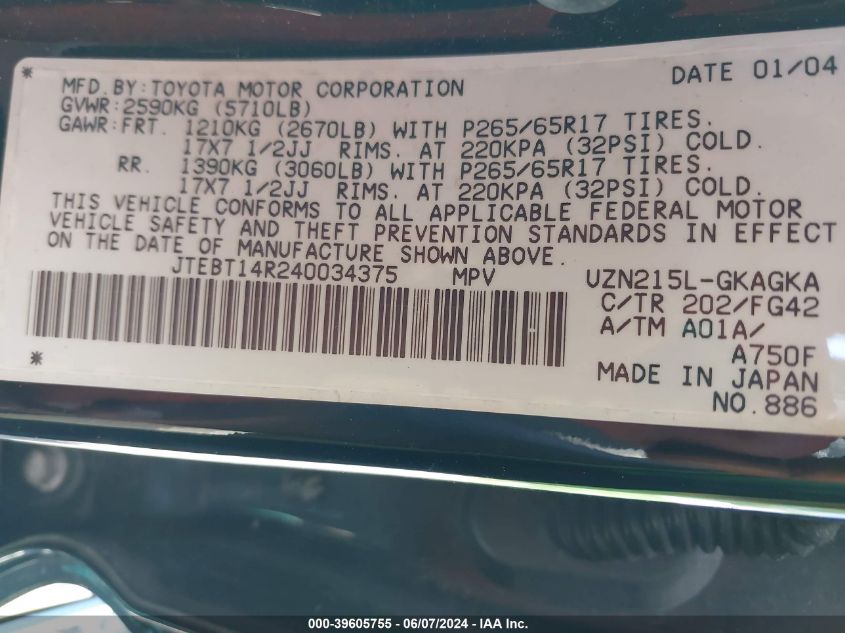 * MFD. BY: TOYOTA MOTOR CORPORATION DATE 01/04
GVWR: 2590KG (5710LB)
GAWR: FRT. 1210KG (2670LB) WITH P265/65R17 TIRES.
17X7 1/2JJ RIMS. AT 220KPA (32PSI) COLD.
RR. 1390KG (3060LB) WITH P265/65R17 TIRES.
17X7 1/2JJ RIMS. AT 220KPA (32PSI) COLD.
THIS VEHICLE CONFORMS TO ALL APPLICABLE FEDERAL MOTOR
VEHICLE SAFETY AND THEFT PREVENTION STANDARDS IN EFFECT
ON THE DATE OF MANUFACTURE SHOWN ABOVE.
JTEBT14R240034375 MPV UZN215L-GKAGKA
C/TR 202/FG42
A/TM A01A/
A750F
* MADE IN JAPAN
NO.886
000-39605755 - 06/07/2024 - IAA Inc.